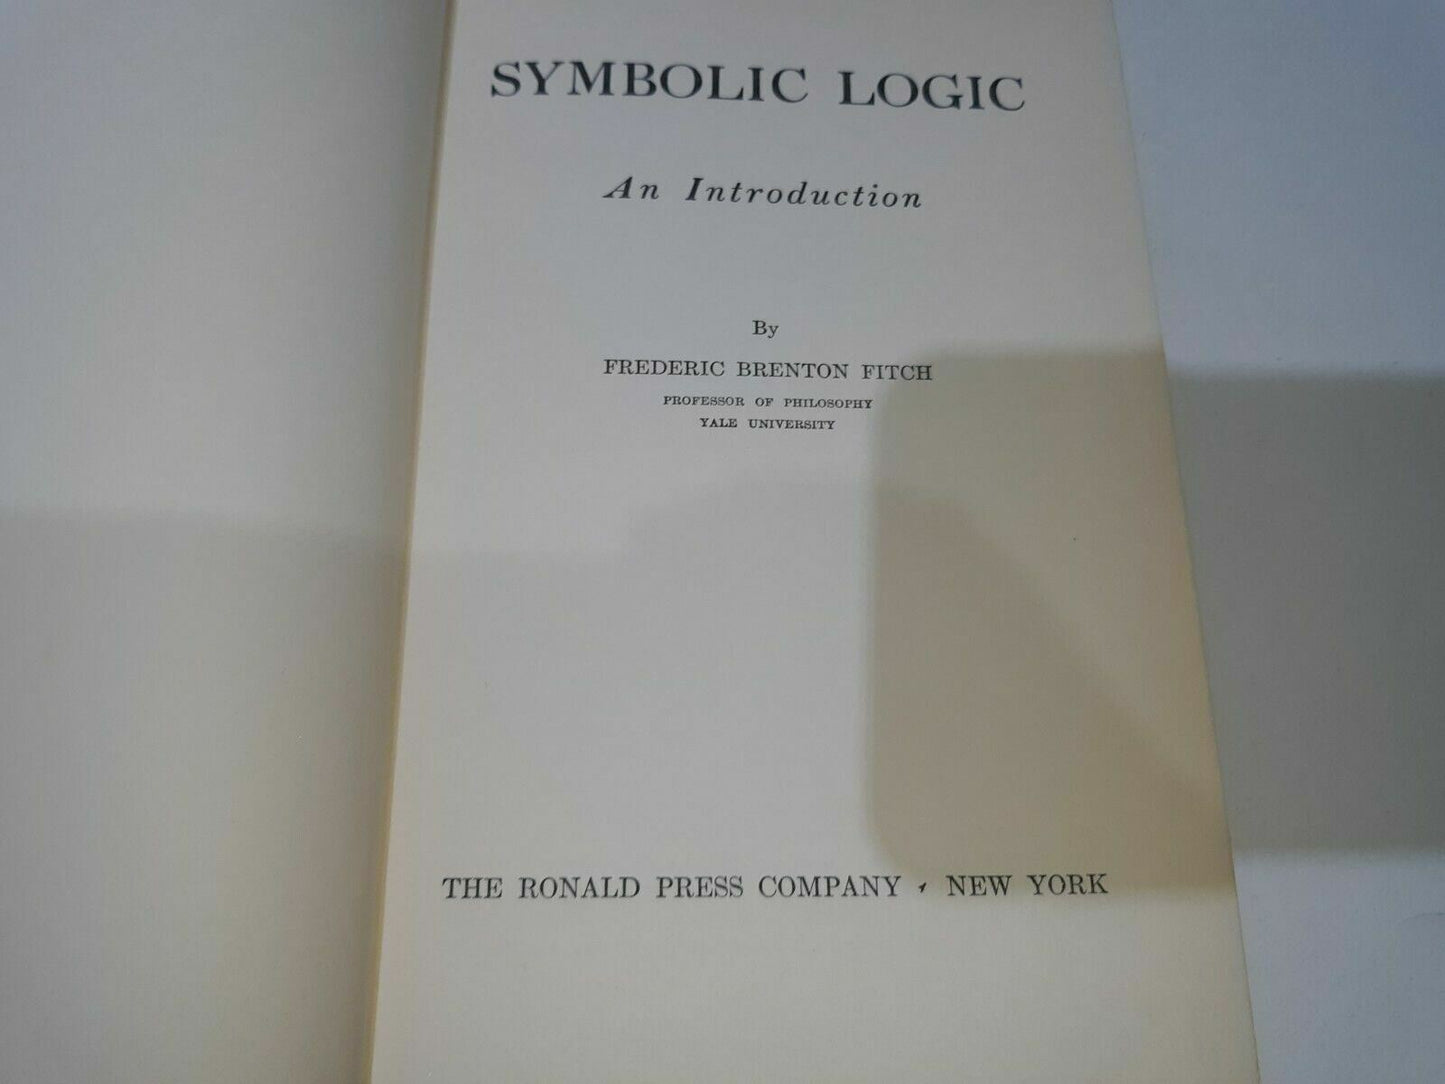 SYMBOLIC LOGIC
An Introduction
By
FREDERIC BRENTON FITCH
PROFESSOR OF PHILOSOPHY
YALE UNIVERSITY
THE RONALD PRESS COMPANY , NEW YORK